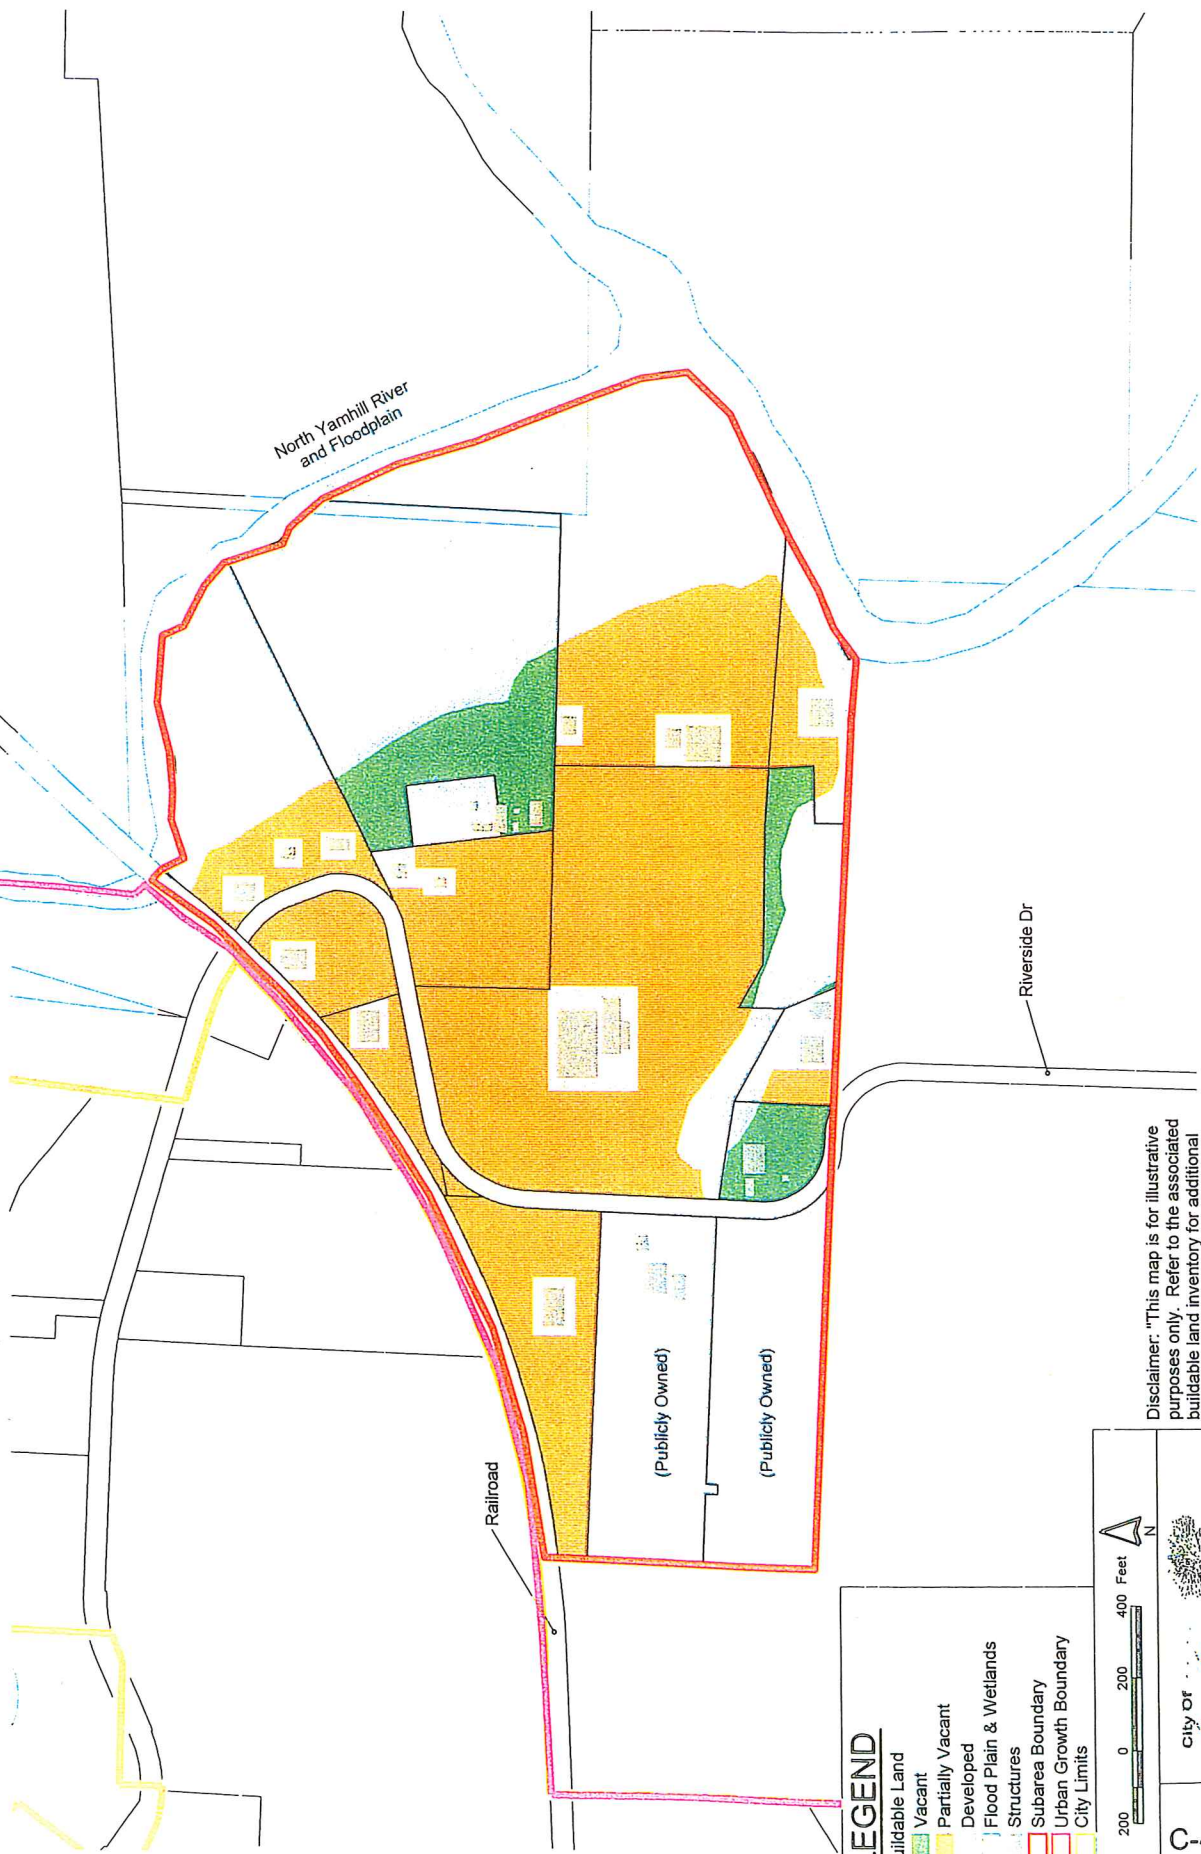 North Yamhill River
and Floodplain
Railroad
(Publicly Owned)
(Publicly Owned)
Riverside Dr
EGEND
uildable Land
Vacant
Partially Vacant
Developed
Flood Plain & Wetlands
Structures
Subarea Boundary
Urban Growth Boundary
City Limits
200 0 200 400 Feet
N
Disclaimer: "This map is for illustrative
purposes only. Refer to the associated
buildable land inventory for additional
City Of
C-